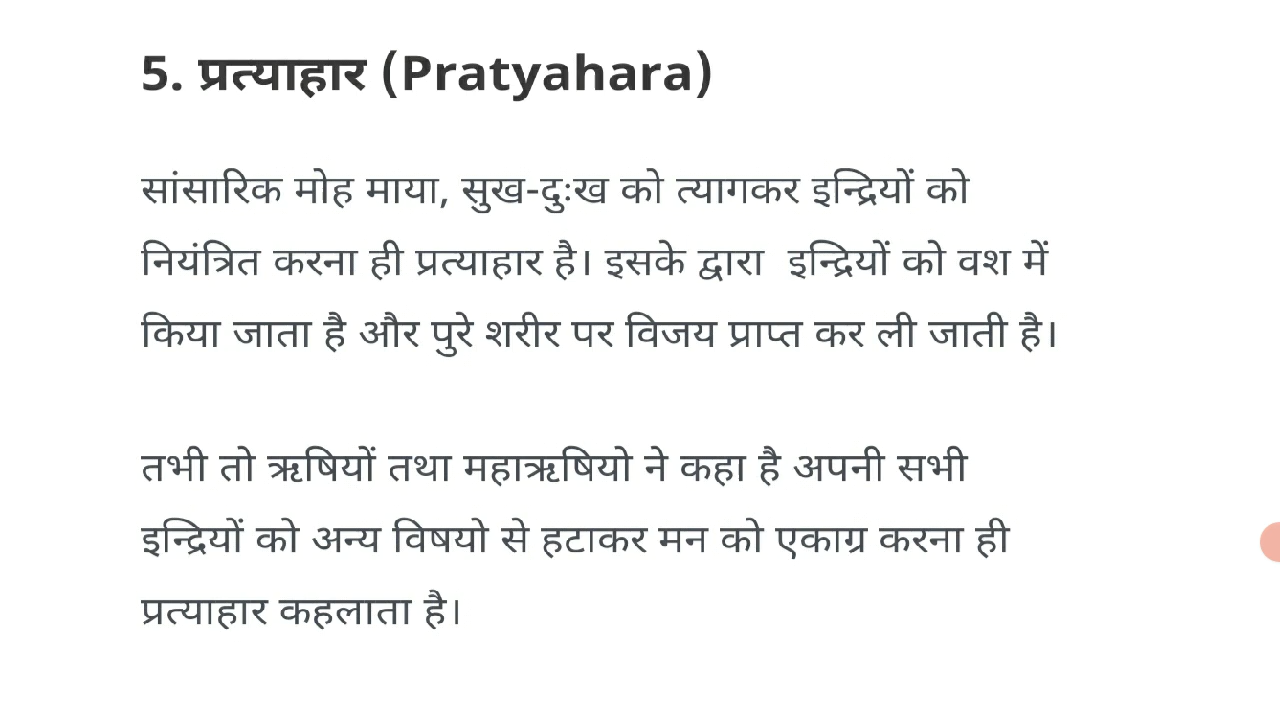 5. प्रत्याहार (Pratyahara)
सांसारिक मोह माया, सुख-दुःख को त्यागकर इन्द्रियों को
नियंत्रित करना ही प्रत्याहार है। इसके द्वारा  इन्द्रियों को वश में
किया जाता है और पुरे शरीर पर विजय प्राप्त कर ली जाती है।
तभी तो ऋषियों तथा महाऋषियो ने कहा है अपनी सभी
इन्द्रियों को अन्य विषयो से हटाकर मन को एकाग्र करना ही
प्रत्याहार कहलाता है।